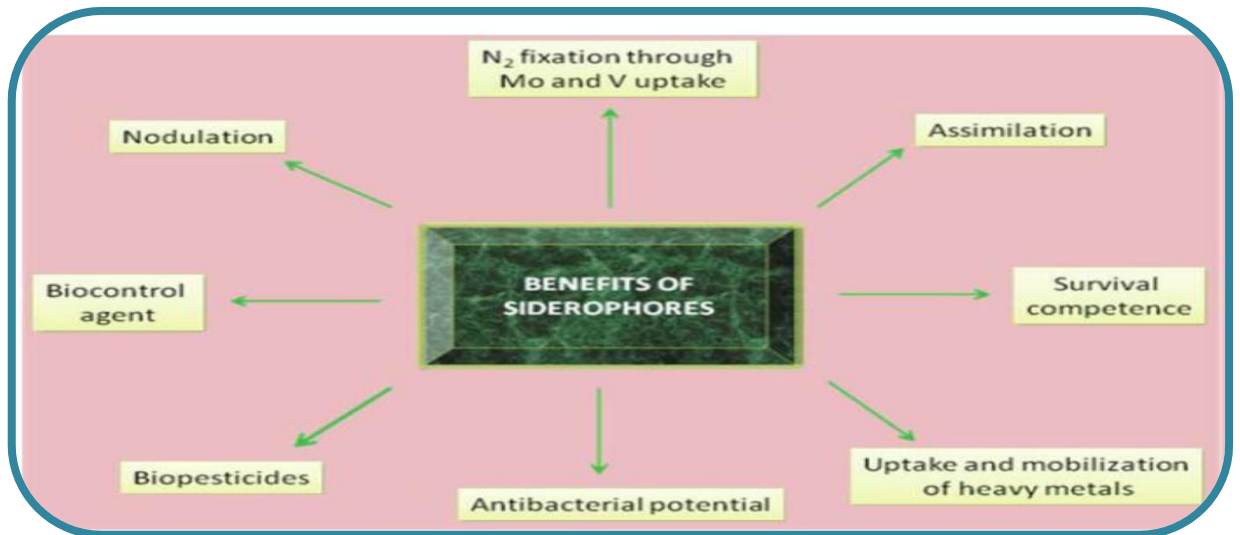 N₂ fixation through
Mo and V uptake
Nodulation
Assimilation
BENEFITS OF
SIDEROPHORES
Biocontrol
agent
Survival
competence
Biopesticides
Antibacterial potential
Uptake and mobilization
of heavy metals